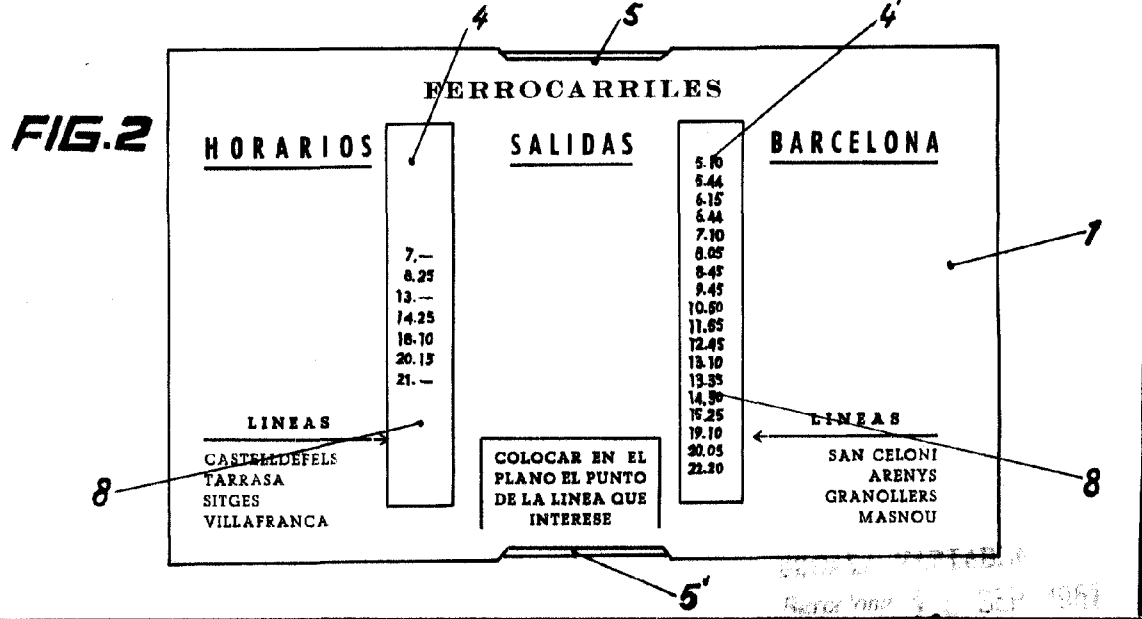 4
5
4'
FERROCARRILES
FIG.2
HORARIOS
SALIDAS
BARCELONA
1
7.—
8.25
13.—
14.25
18.10
20.15
21.—
5.10
5.44
6.15
6.44
7.10
8.05
8.45
9.45
10.50
11.55
12.45
13.10
13.35
14.30
15.25
19.10
20.05
22.20
LINEAS
CASTELLDEFELS
TARRASA
SITGES
VILLAFRANCA
8
COLOCAR EN EL
PLANO EL PUNTO
DE LA LINEA QUE
INTERESE
LINEAS
SAN CELONI
ARENYS
GRANOLLERS
MASNOU
8
5'
SEP 1967